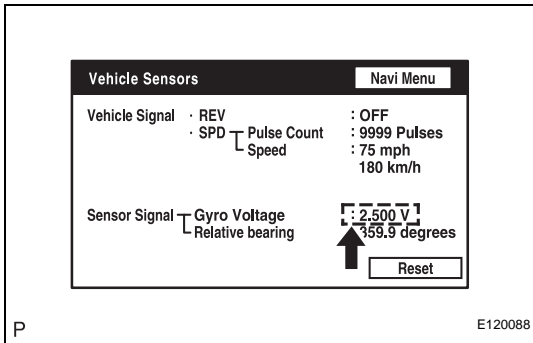 Vehicle Sensors Navi Menu
Vehicle Signal · REV : OFF
· SPD Pulse Count : 9999 Pulses
Speed : 75 mph
180 km/h
Sensor Signal Gyro Voltage : 2.500 V
Relative bearing 359.9 degrees
Reset
P E120088